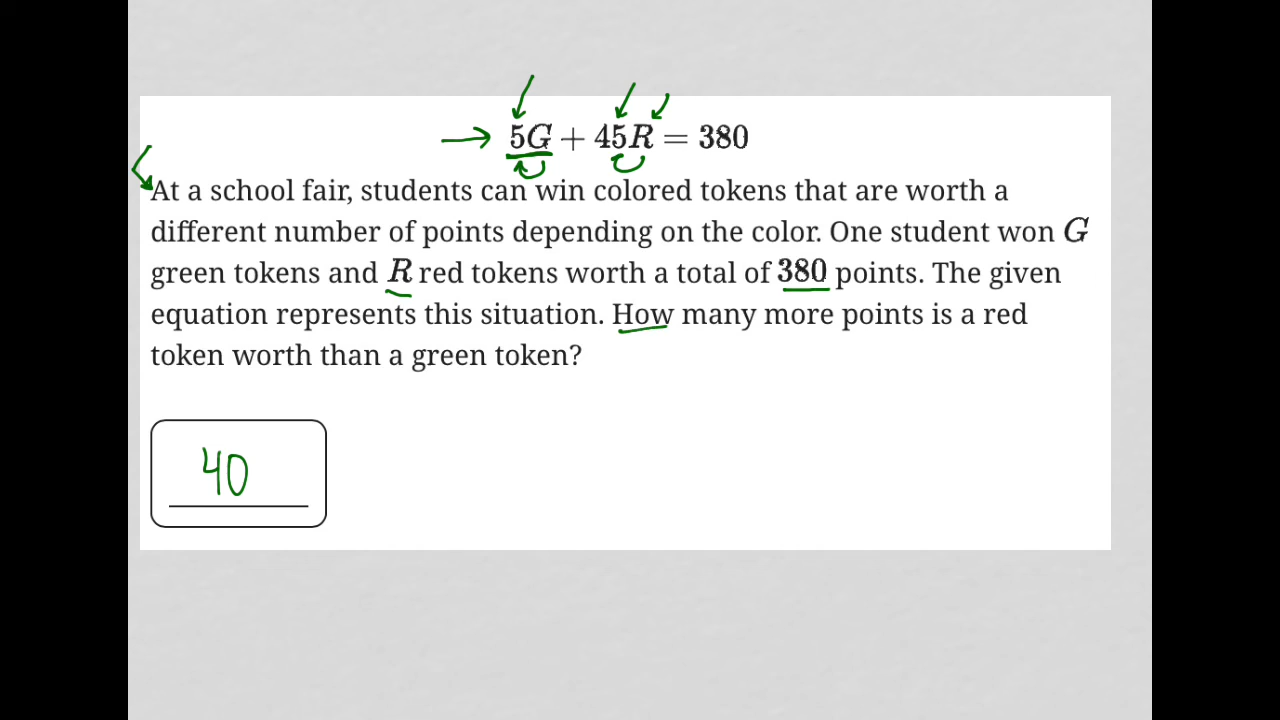 5G + 45R = 380
At a school fair, students can win colored tokens that are worth a
different number of points depending on the color. One student won G
green tokens and R red tokens worth a total of 380 points. The given
equation represents this situation. How many more points is a red
token worth than a green token?
40